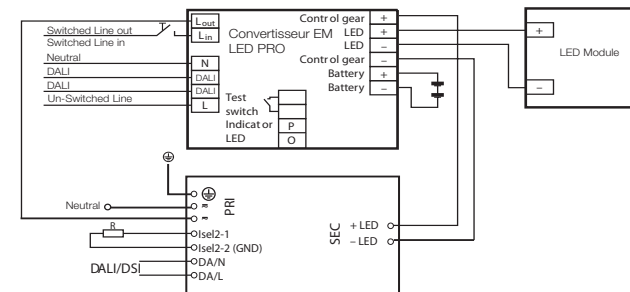 Switched Line out
Switched Line in
Neutral
DALI
DALI
Un-Switched Line
Lout
Lin
N
DALI
DALI
L
Convertisseur EM
LED PRO
Test
switch
Indicator
LED
P
O
Control gear +
LED +
LED –
Control gear –
Battery +
Battery –
+
LED Module
–
Neutral
R
DALI/DSI
≈
≈
PRI
Isel2-1
Isel2-2 (GND)
DA/N
DA/L
SEC
+ LED
– LED